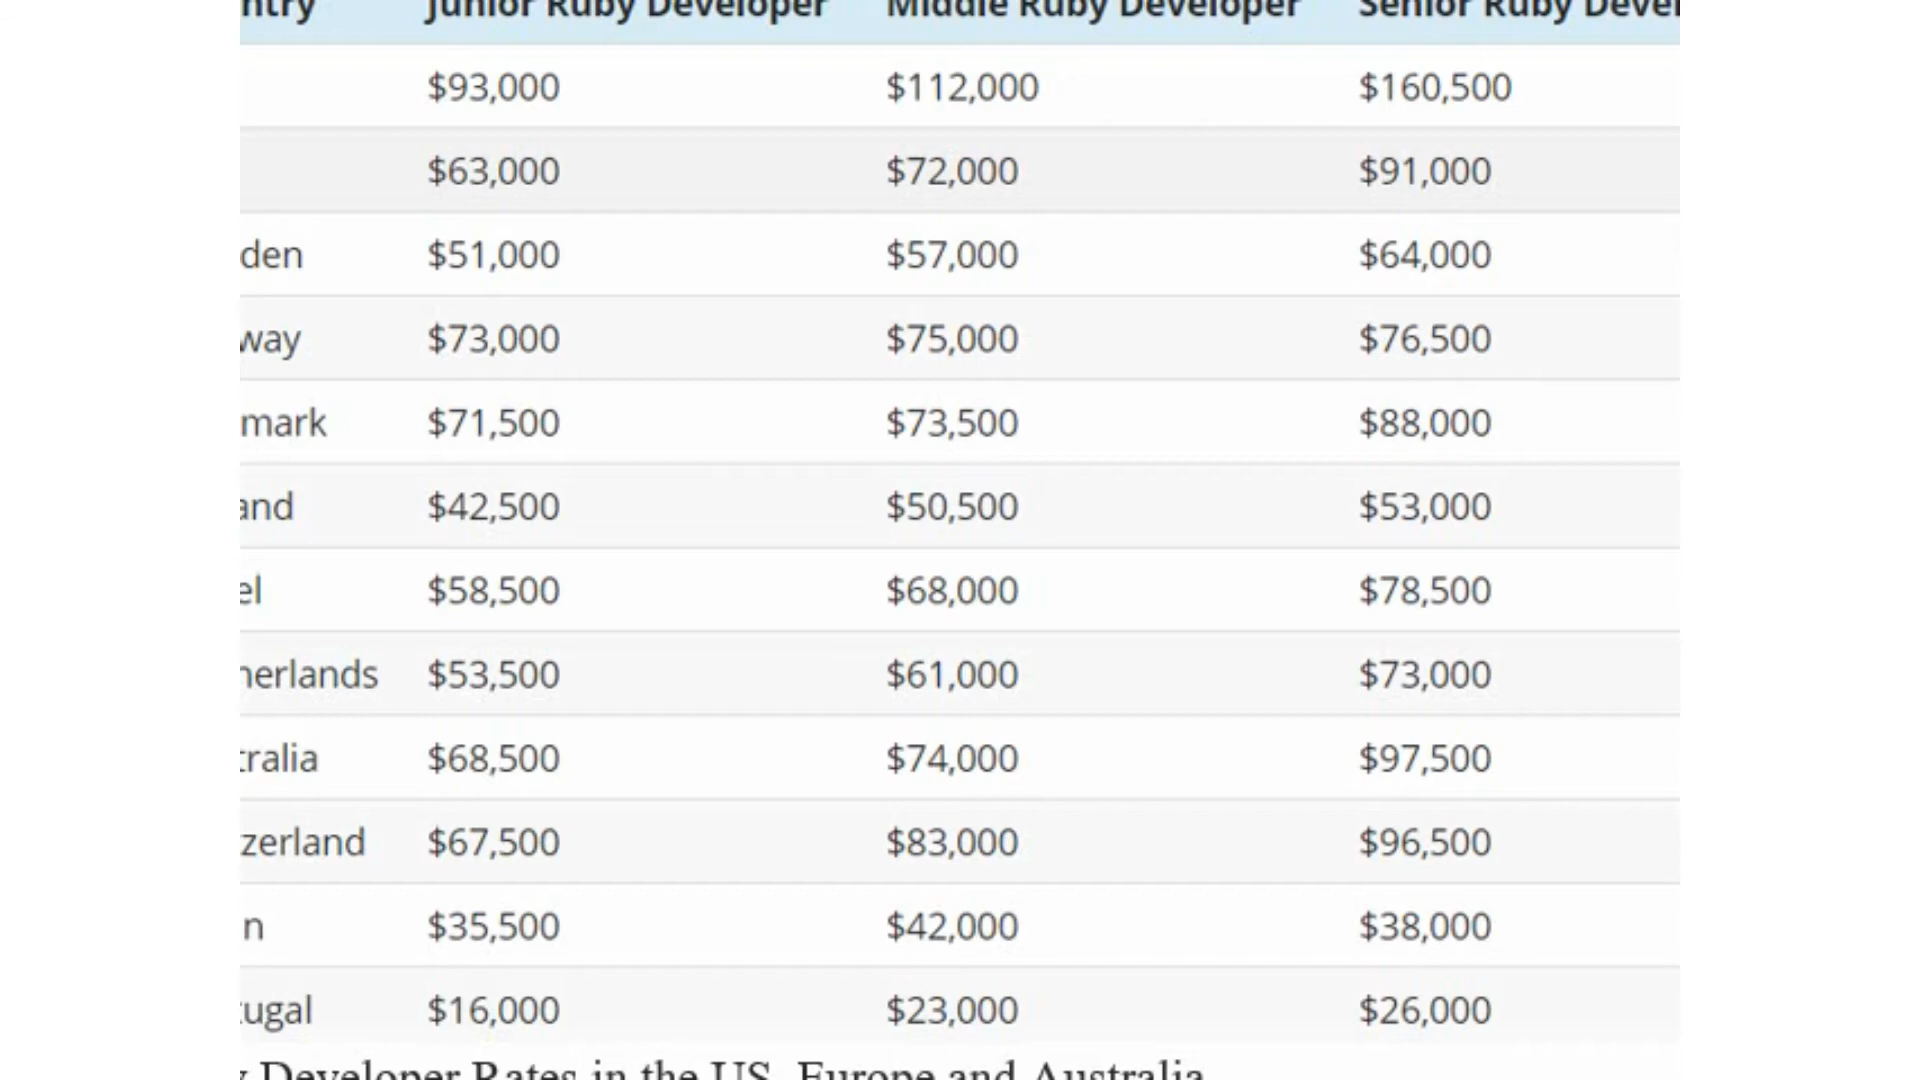 ntry Junior Ruby Developer Middle Ruby Developer Senior Ruby Devel
$93,000 $112,000 $160,500
$63,000 $72,000 $91,000
den $51,000 $57,000 $64,000
way $73,000 $75,000 $76,500
mark $71,500 $73,500 $88,000
and $42,500 $50,500 $53,000
el $58,500 $68,000 $78,500
herlands $53,500 $61,000 $73,000
tralia $68,500 $74,000 $97,500
zerland $67,500 $83,000 $96,500
n $35,500 $42,000 $38,000
tugal $16,000 $23,000 $26,000
y Developer Rates in the US, Europe and Australia